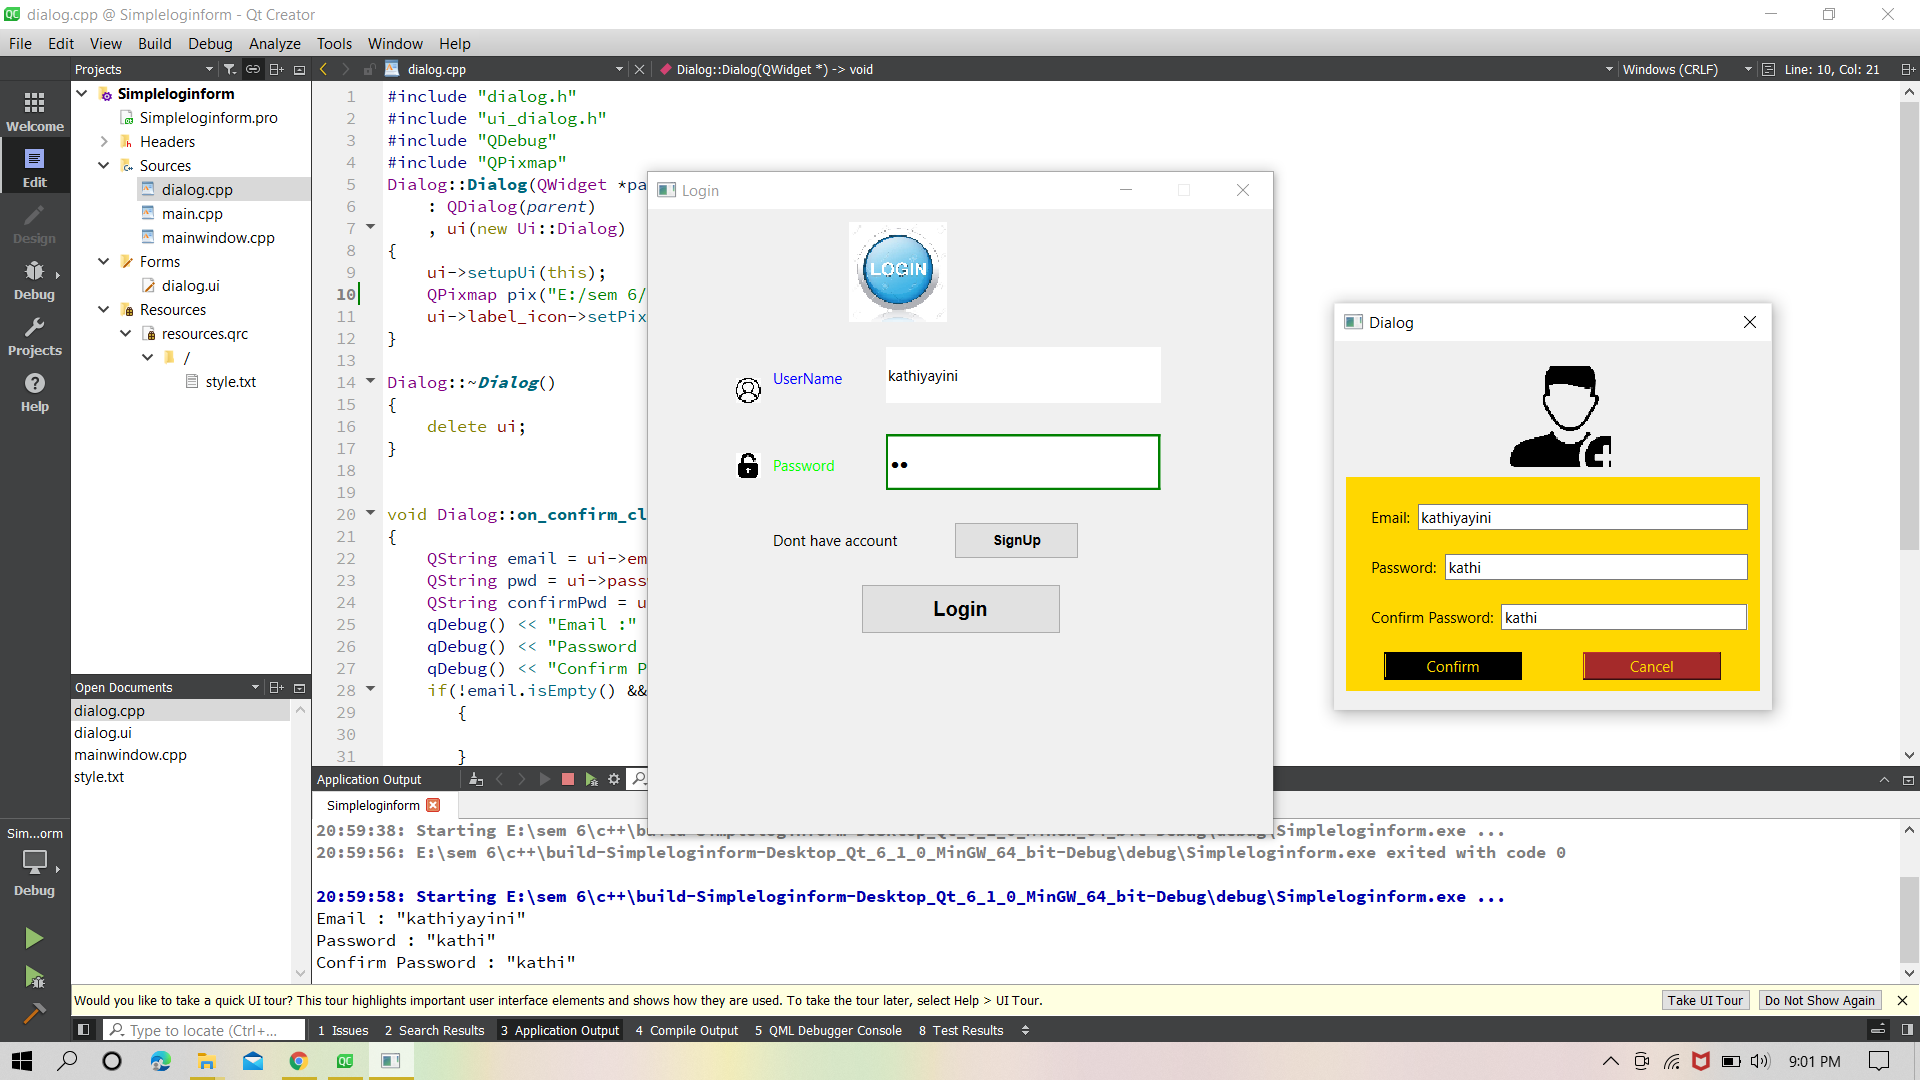 dialog.cpp @ Simpleloginform - Qt Creator
File Edit View Build Debug Analyze Tools Window Help
Projects
dialog.cpp
Dialog::Dialog(QWidget *) -> void
Windows (CRLF)
Line: 10, Col: 21
Welcome
Edit
Design
Debug
Projects
Help
Simpleloginform
Simpleloginform.pro
Headers
Sources
dialog.cpp
main.cpp
mainwindow.cpp
Forms
dialog.ui
Resources
resources.qrc
/
style.txt
Open Documents
dialog.cpp
dialog.ui
mainwindow.cpp
style.txt
Sim...orm
Debug
1 #include "dialog.h"
2 #include "ui_dialog.h"
3 #include "QDebug"
4 #include "QPixmap"
5 Dialog::Dialog(QWidget *pa
6 : QDialog(parent)
7 , ui(new Ui::Dialog)
8 {
9 ui->setupUi(this);
10 QPixmap pix("E:/sem 6/
11 ui->label_icon->setPix
12 }
13
14 Dialog::~Dialog()
15 {
16 delete ui;
17 }
18
19
20 void Dialog::on_confirm_cl
21 {
22 QString email = ui->em
23 QString pwd = ui->pass
24 QString confirmPwd = u
25 qDebug() << "Email :"
26 qDebug() << "Password
27 qDebug() << "Confirm P
28 if(!email.isEmpty() &&
29 {
30
31 }
Login
LOGIN
UserName
kathiyayini
Password
●●
Dont have account
SignUp
Login
Dialog
Email: kathiyayini
Password: kathi
Confirm Password: kathi
Confirm
Cancel
Application Output
Simpleloginform
20:59:38: Starting E:\sem 6\c++\build-Simpleloginform-Desktop_Qt_6_1_0_MinGW_64_bit-Debug\debug\Simpleloginform.exe ...
20:59:56: E:\sem 6\c++\build-Simpleloginform-Desktop_Qt_6_1_0_MinGW_64_bit-Debug\debug\Simpleloginform.exe exited with code 0
20:59:58: Starting E:\sem 6\c++\build-Simpleloginform-Desktop_Qt_6_1_0_MinGW_64_bit-Debug\debug\Simpleloginform.exe ...
Email : "kathiyayini"
Password : "kathi"
Confirm Password : "kathi"
Would you like to take a quick UI tour? This tour highlights important user interface elements and shows how they are used. To take the tour later, select Help > UI Tour.
Take UI Tour
Do Not Show Again
Type to locate (Ctrl+...
1 Issues
2 Search Results
3 Application Output
4 Compile Output
5 QML Debugger Console
8 Test Results
9:01 PM